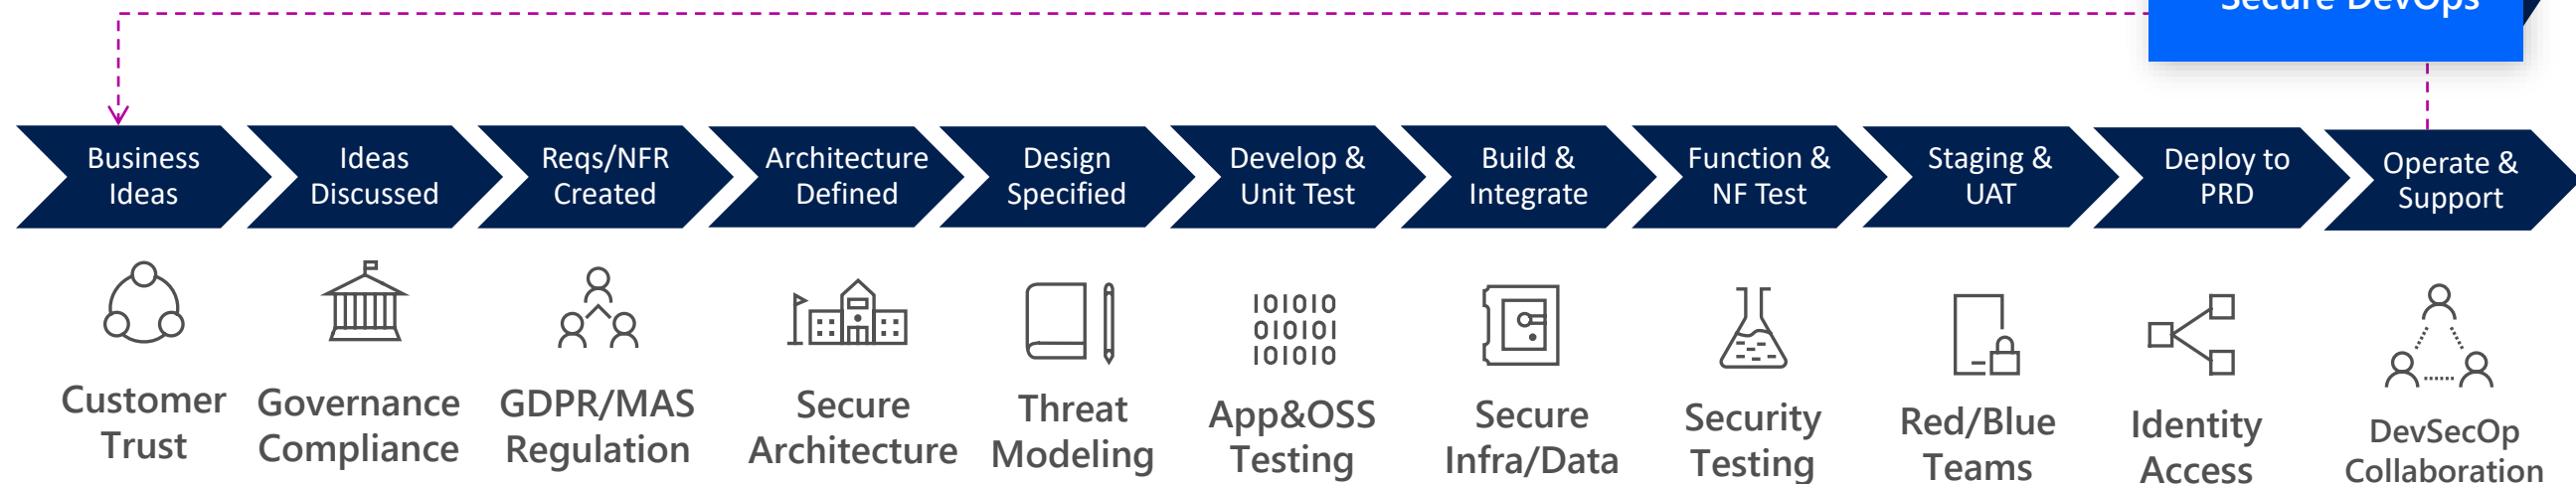 Secure DevOps
Business
Ideas
Ideas
Discussed
Reqs/NFR
Created
Architecture
Defined
Design
Specified
Develop &
Unit Test
Build &
Integrate
Function &
NF Test
Staging &
UAT
Deploy to
PRD
Operate &
Support
101010
010101
101010
Customer
Trust
Governance
Compliance
GDPR/MAS
Regulation
Secure
Architecture
Threat
Modeling
App&OSS
Testing
Secure
Infra/Data
Security
Testing
Red/Blue
Teams
Identity
Access
DevSecOp
Collaboration